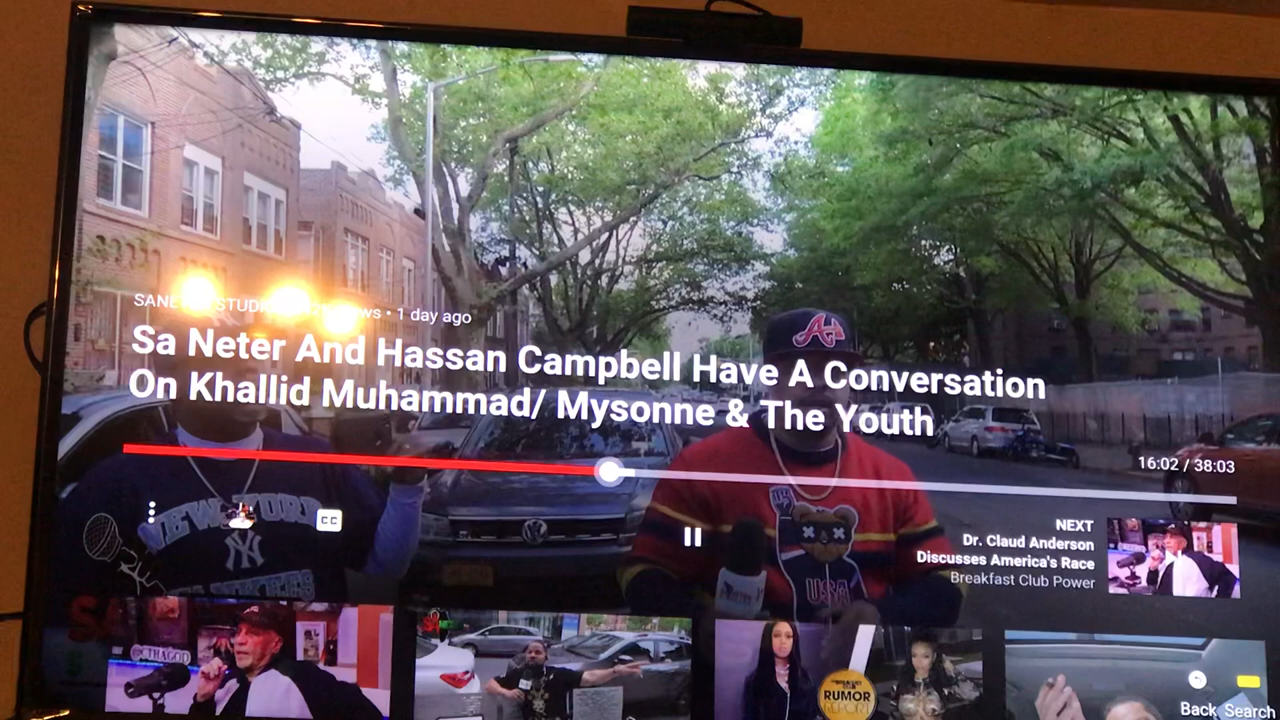 ws • 1 day ago
Sa Neter And Hassan Campbell Have A Conversation
On Khallid Muhammad/ Mysonne & The Youth
16:02 / 38:03
NEW YORK
NY
CC
USA
NEXT
Dr. Claud Anderson
Discusses America's Race
Breakfast Club Power
@CTHAGOD
RUMOR
REPORT
Back
Search